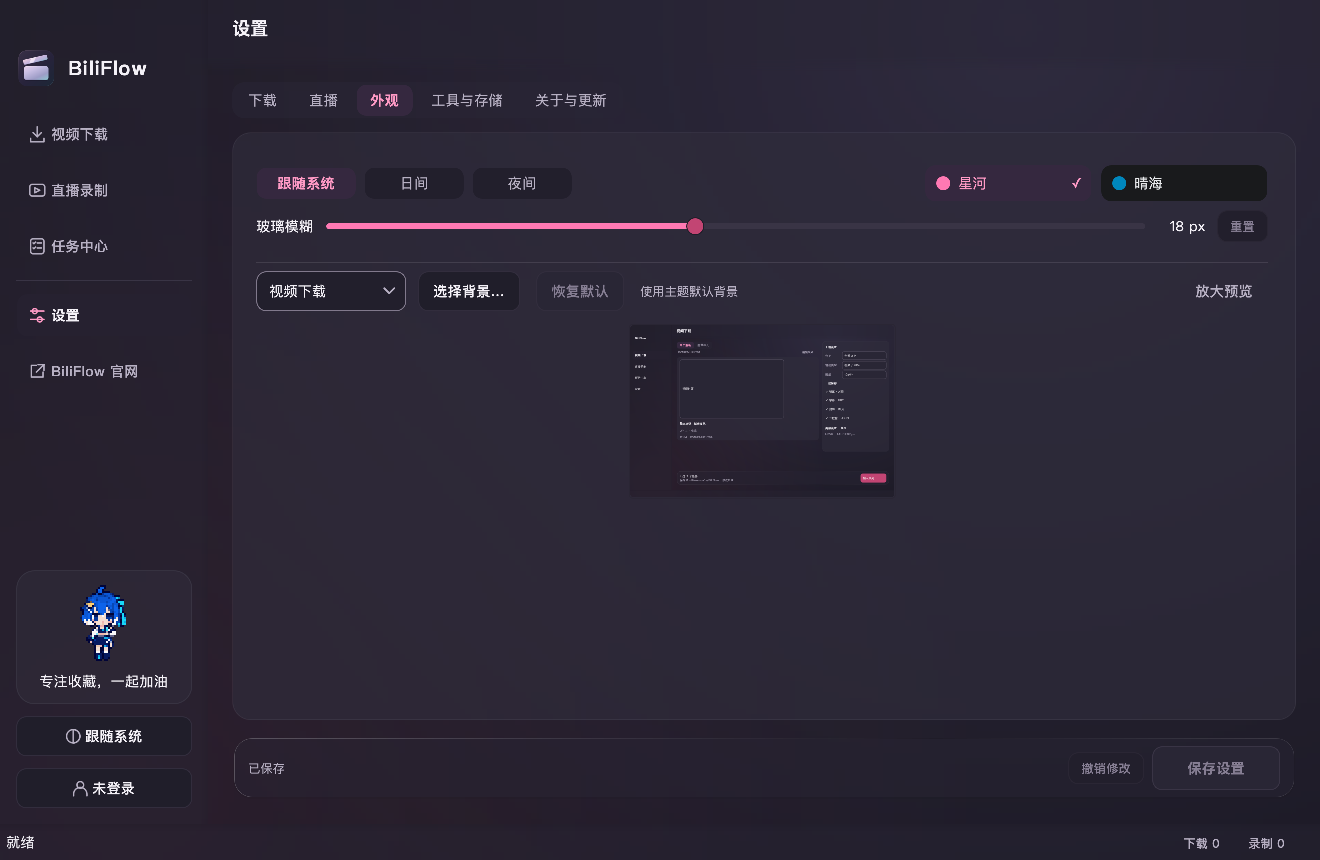 设置
BiliFlow
下载 直播 外观 工具与存储 关于与更新
视频下载
直播录制
任务中心
设置
BiliFlow 官网
跟随系统 日间 夜间 星河 ✓ 晴海
玻璃模糊 18 px 重置
视频下载 选择背景... 恢复默认 使用主题默认背景 放大预览
专注收藏，一起加油
跟随系统
未登录
已保存 撤销修改 保存设置
就绪 下载 0 录制 0